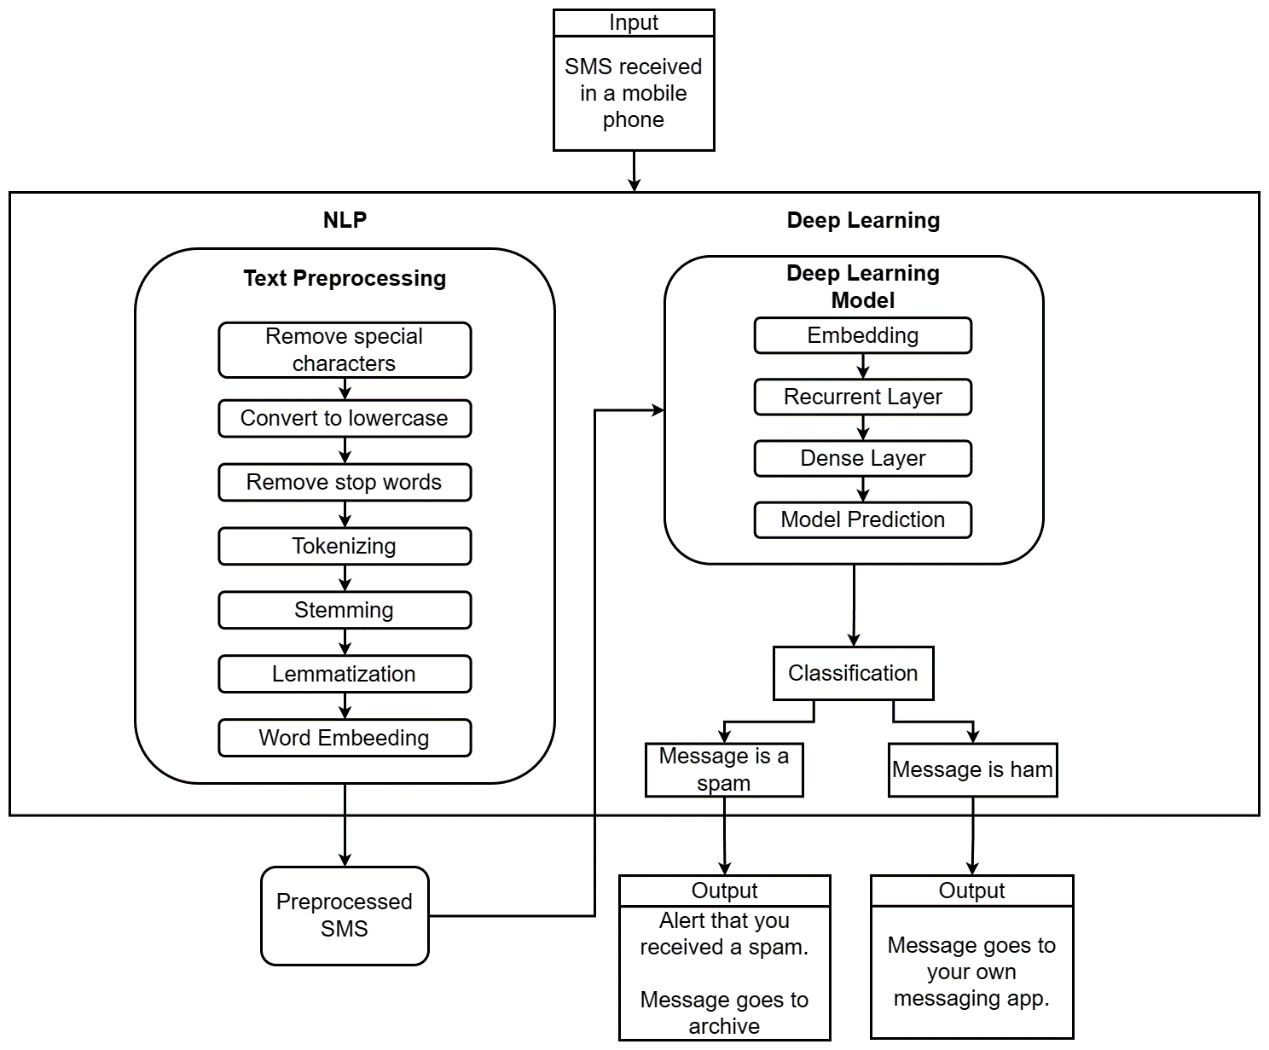 Input
SMS received
in a mobile
phone
NLP
Text Preprocessing
Remove special
characters
Convert to lowercase
Remove stop words
Tokenizing
Stemming
Lemmatization
Word Embeeding
Preprocessed
SMS
Deep Learning
Deep Learning
Model
Embedding
Recurrent Layer
Dense Layer
Model Prediction
Classification
Message is a
spam
Message is ham
Output
Alert that you
received a spam.
Message goes to
archive
Output
Message goes to
your own
messaging app.